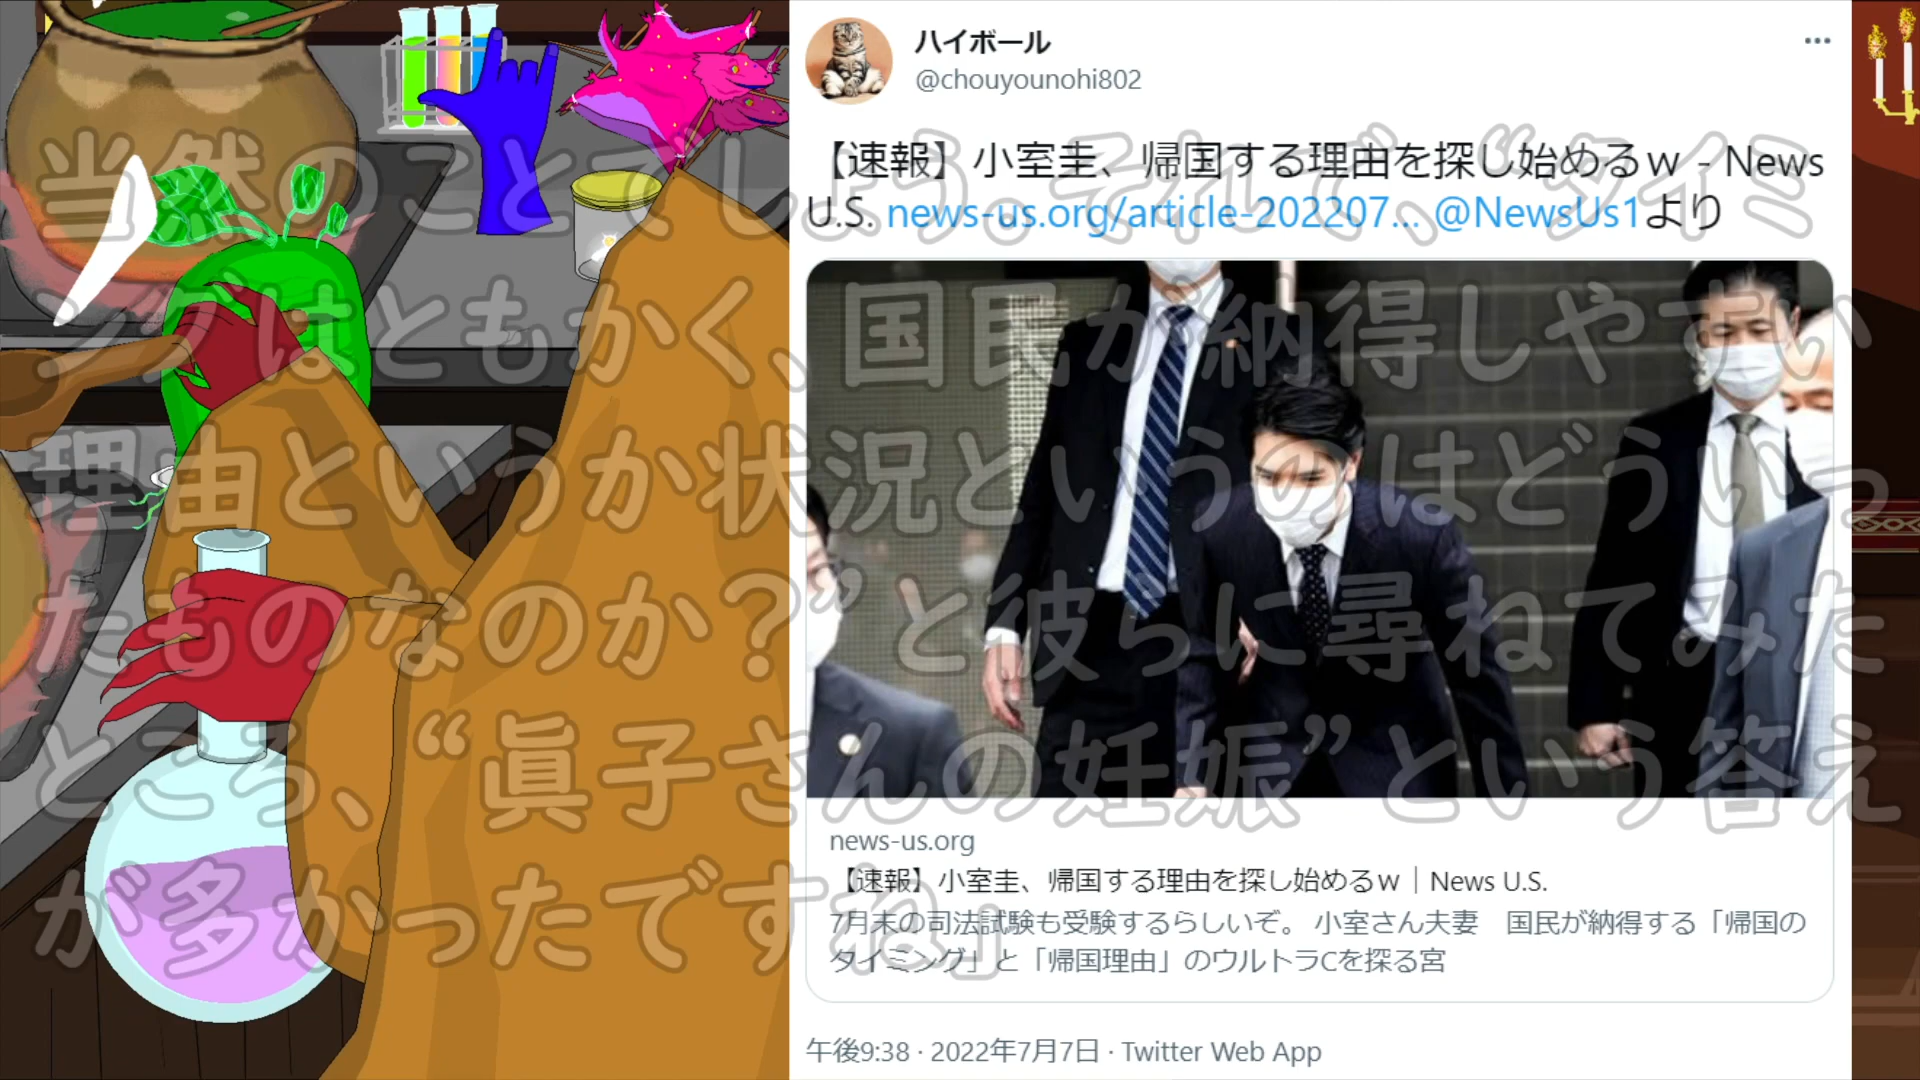 ハイボール
@chouyounohi802
【速報】小室圭、帰国する理由を探し始めるｗ - News
U.S. news-us.org/article-202207... @NewsUs1より
news-us.org
【速報】小室圭、帰国する理由を探し始めるｗ｜News U.S.
7月末の司法試験も受験するらしいぞ。 小室さん夫妻　国民が納得する「帰国の
タイミング」と「帰国理由」のウルトラCを探る宮
午後9:38 · 2022年7月7日 · Twitter Web App
当然のことでしょう。それで、“タイミ
ングはともかく、国民が納得しやすい
理由というか状況というのはどういっ
たものなのか？”と彼らに尋ねてみた
ところ、“眞子さんの妊娠”という答え
が多かったですね」